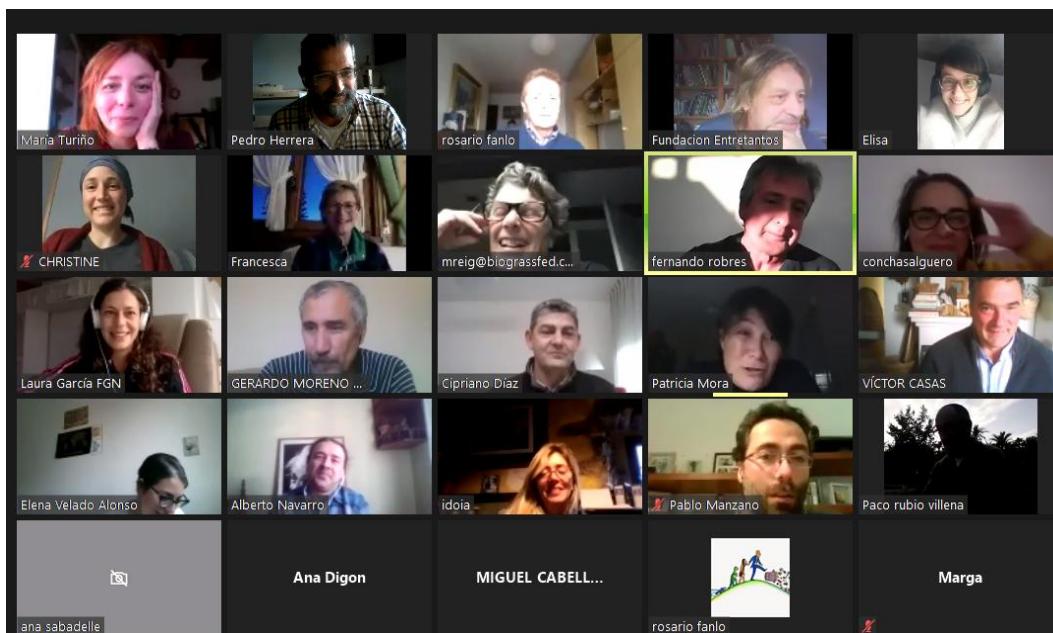 María Turiño
Pedro Herrera
rosario fanlo
Fundacion Entretantos
Elisa
CHRISTINE
Francesca
mreig@biograssfed.c...
fernando robres
conchasalguero
Laura García FGN
GERARDO MORENO ...
Cipriano Díaz
Patricia Mora
VÍCTOR CASAS
Elena Velado Alonso
Alberto Navarro
idoia
Pablo Manzano
Paco rubio villena
ana sabadelle
Ana Digon
MIGUEL CABELL...
rosario fanlo
Marga